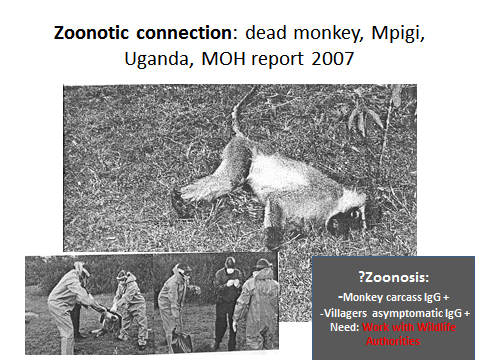 Zoonotic connection: dead monkey, Mpigi,
Uganda, MOH report 2007
?Zoonosis:
-Monkey carcass IgG +
-Villagers asymptomatic IgG +
Need: Work with Wildlife
Authorities